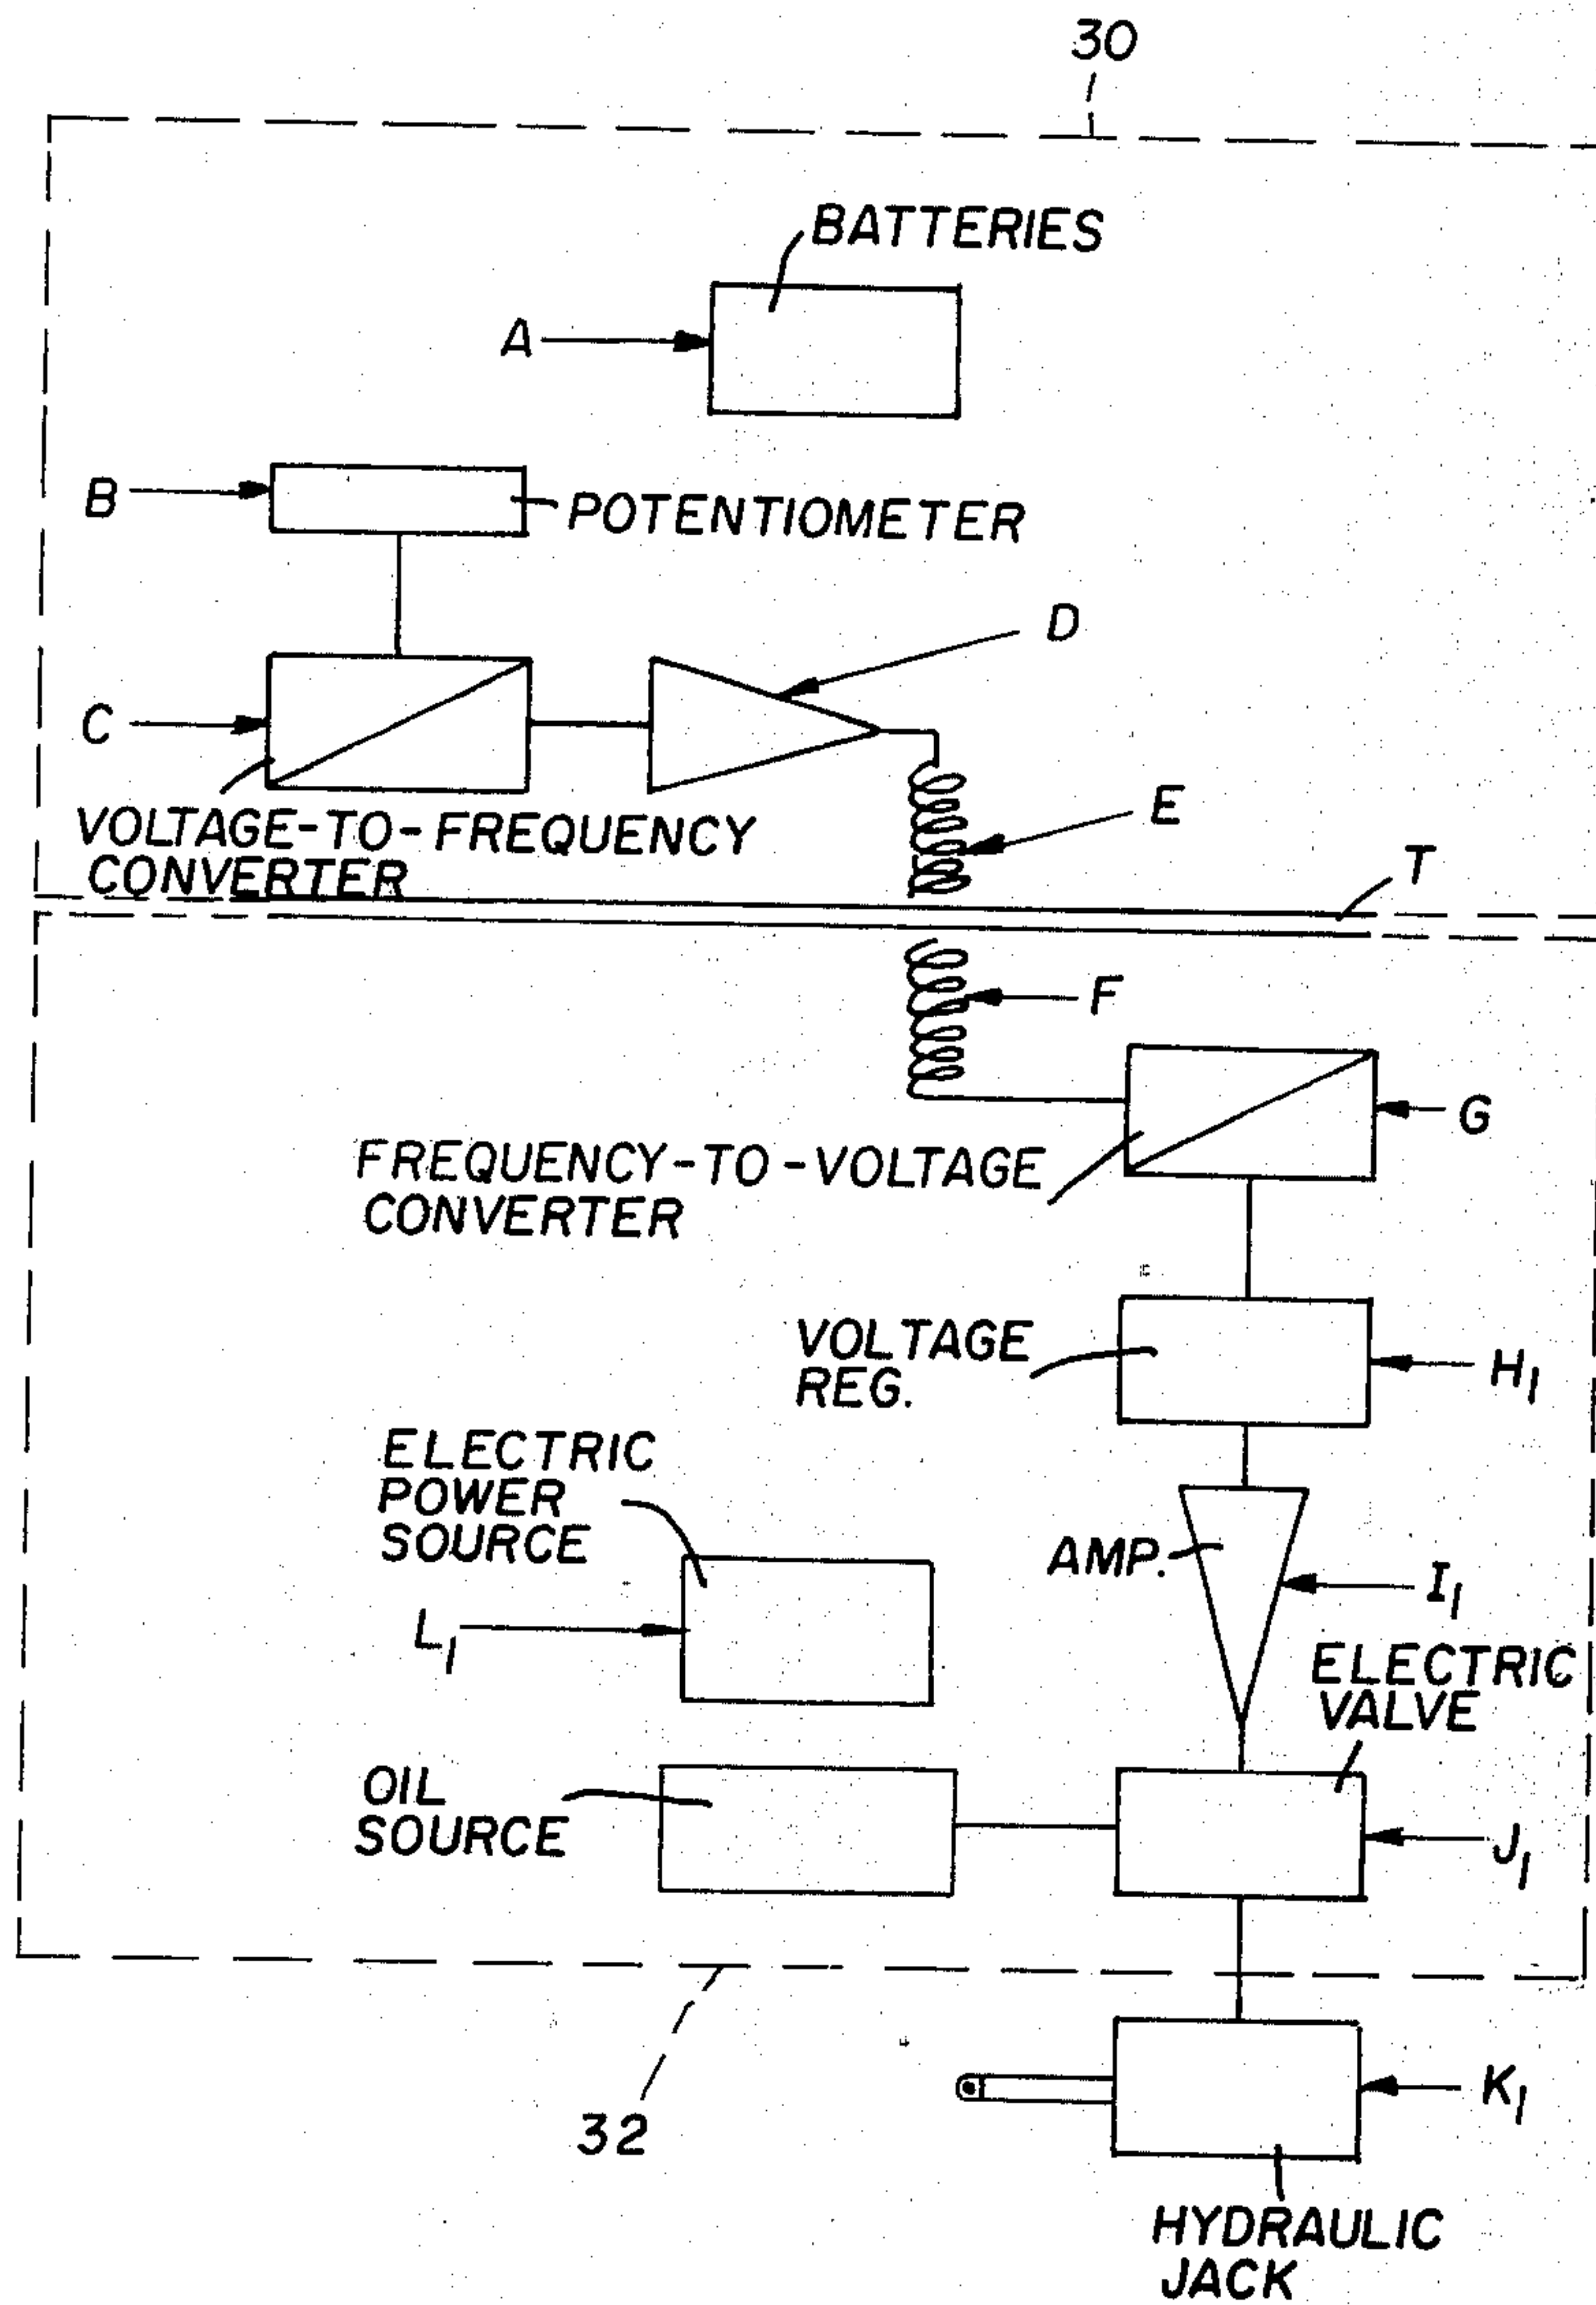 30
BATTERIES
A
B
POTENTIOMETER
D
C
E
VOLTAGE-TO-FREQUENCY
CONVERTER
T
F
G
FREQUENCY-TO-VOLTAGE
CONVERTER
VOLTAGE
REG.
H1
ELECTRIC
POWER
SOURCE
AMP.
I1
L1
ELECTRIC
VALVE
OIL
SOURCE
J1
K1
32
HYDRAULIC
JACK